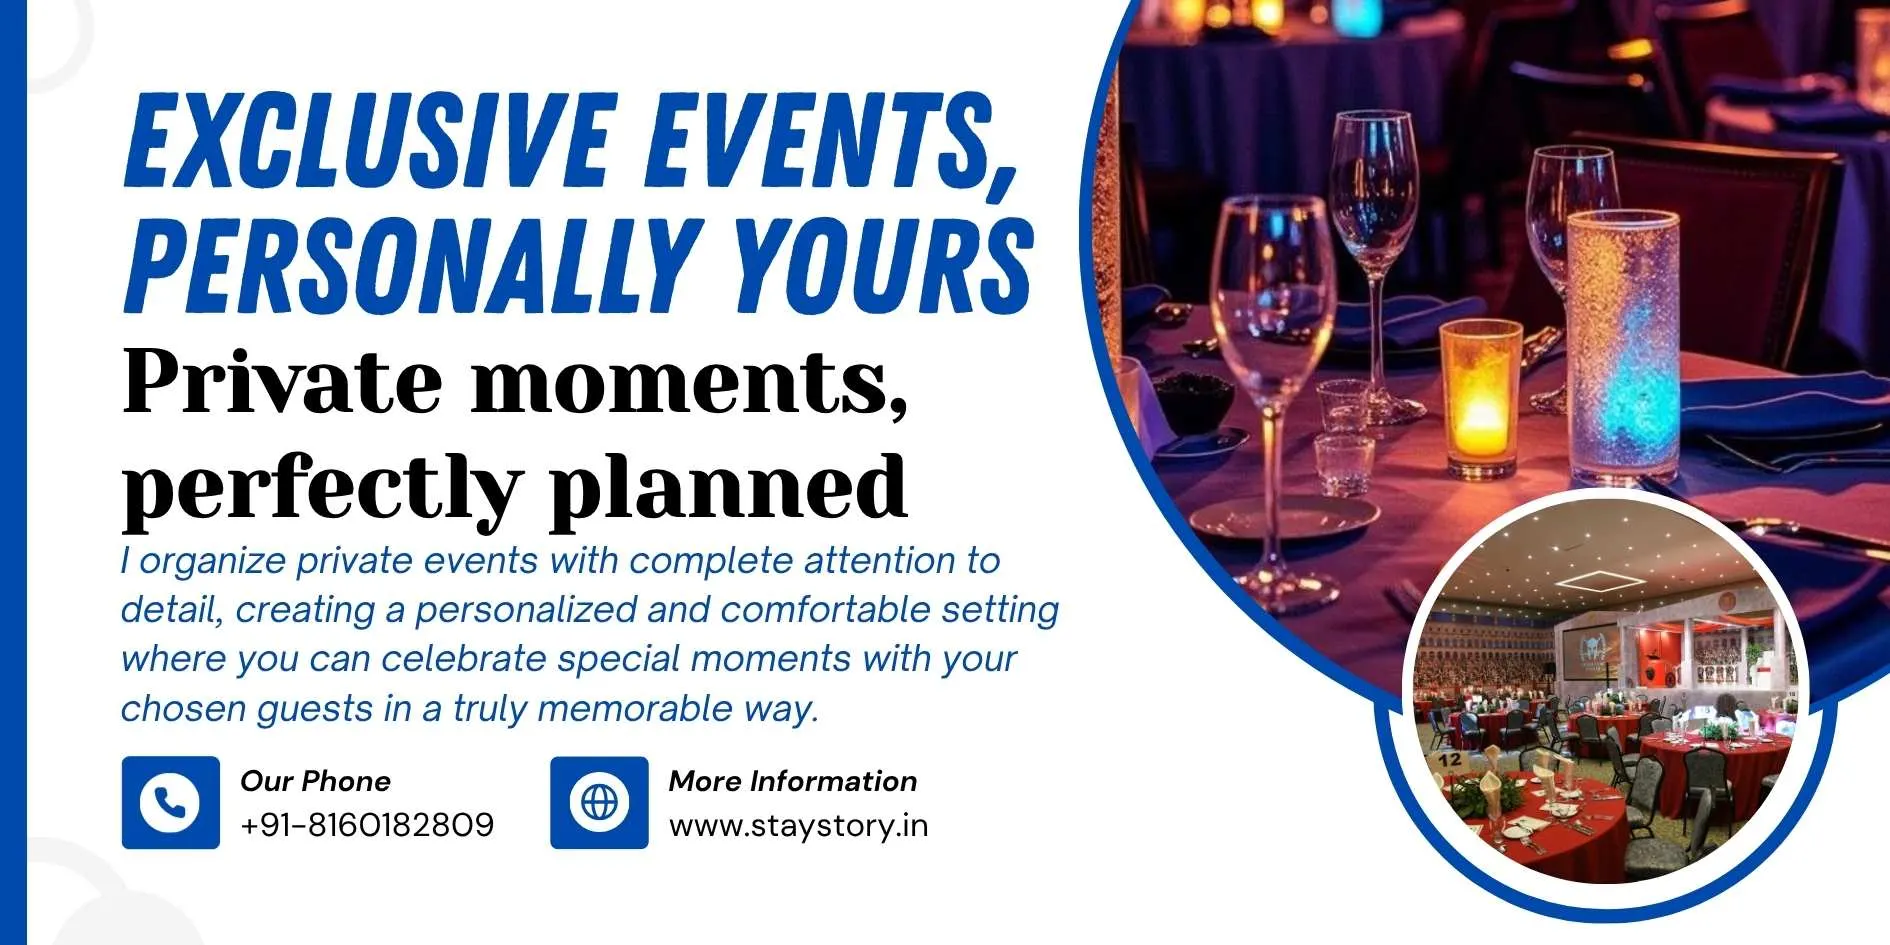 EXCLUSIVE EVENTS,
PERSONALLY YOURS
Private moments,
perfectly planned
I organize private events with complete attention to
detail, creating a personalized and comfortable setting
where you can celebrate special moments with your
chosen guests in a truly memorable way.
Our Phone
+91-8160182809
More Information
www.staystory.in
12